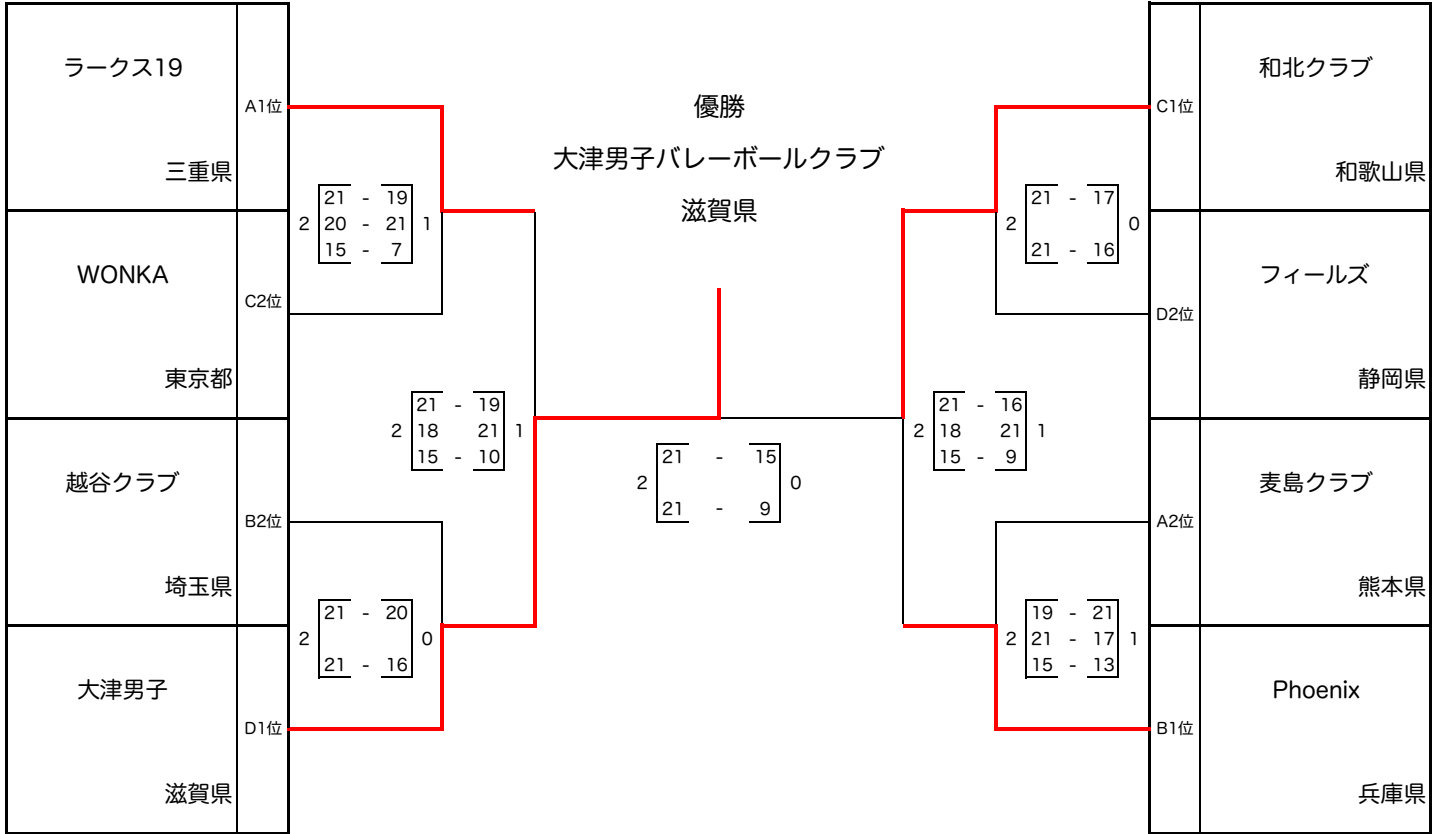 優勝
大津男子バレーボールクラブ
滋賀県
ラークス19
A1位
三重県
WONKA
C2位
東京都
越谷クラブ
B2位
埼玉県
大津男子
D1位
滋賀県
21 - 19
2 20 - 21 1
15 - 7
21 - 20
2 0
21 - 16
21 - 19
2 18 21 1
15 - 10
21 - 15
2 0
21 - 9
21 - 16
2 18 21 1
15 - 9
21 - 17
2 0
21 - 16
19 - 21
2 21 - 17 1
15 - 13
和北クラブ
C1位
和歌山県
フィールズ
D2位
静岡県
麦島クラブ
A2位
熊本県
Phoenix
B1位
兵庫県